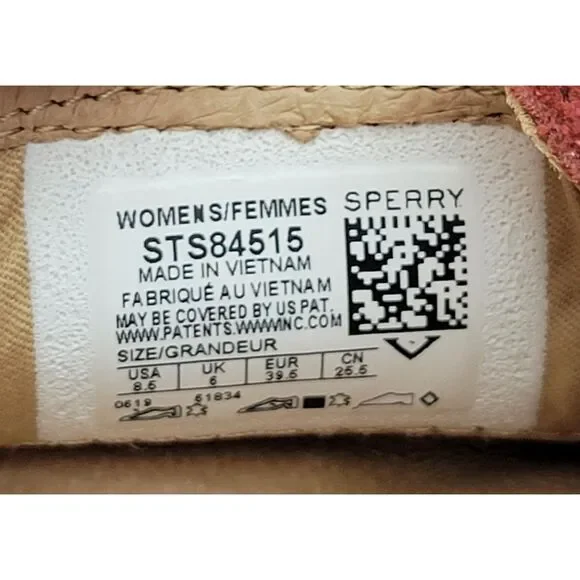 WOMENS/FEMMES SPERRY
STS84515
MADE IN VIETNAM
FABRIQUÉ AU VIETNAM
MAY BE COVERED BY US PAT.
WWW.PATENTS.WWWMNC.COM
SIZE/GRANDEUR
USA UK EUR CN
8.5 6 39.5 25.5
0619 61834